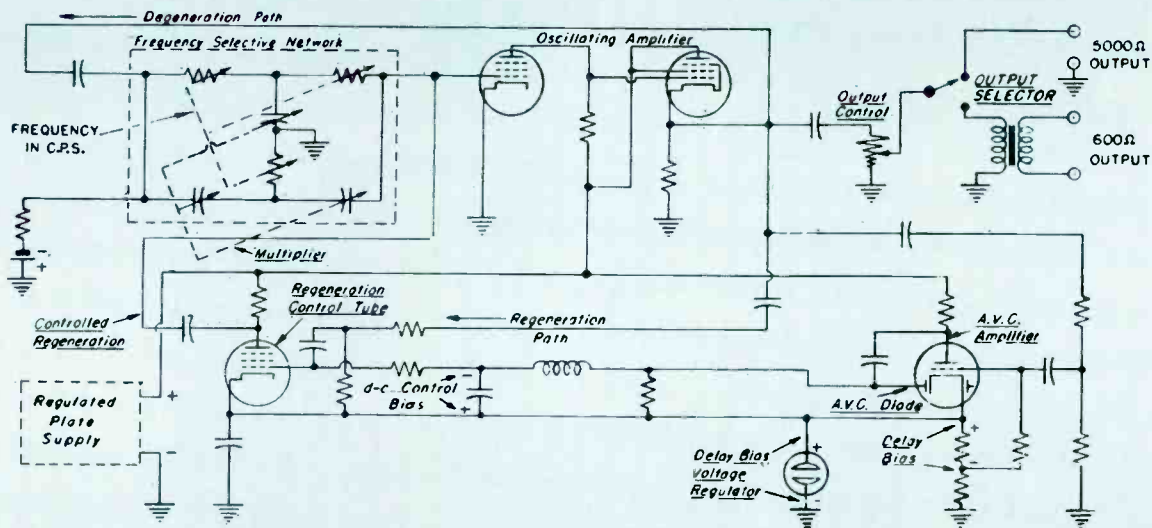 Degeneration Path
Frequency Selective Network
Oscillating Amplifier
5000Ω
OUTPUT
OUTPUT
SELECTOR
Output
Control
600Ω
OUTPUT
FREQUENCY
IN C.P.S.
-
+
Multiplier
Regeneration
Control Tube
Controlled
Regeneration
Regeneration
Path
A.V.C.
Amplifier
d-c Control
Bias
-
+
A.V.C. Diode
Regulated
Plate
Supply
+
-
Delay Bias
Voltage
Regulator
+
-
Delay
Bias
+
-